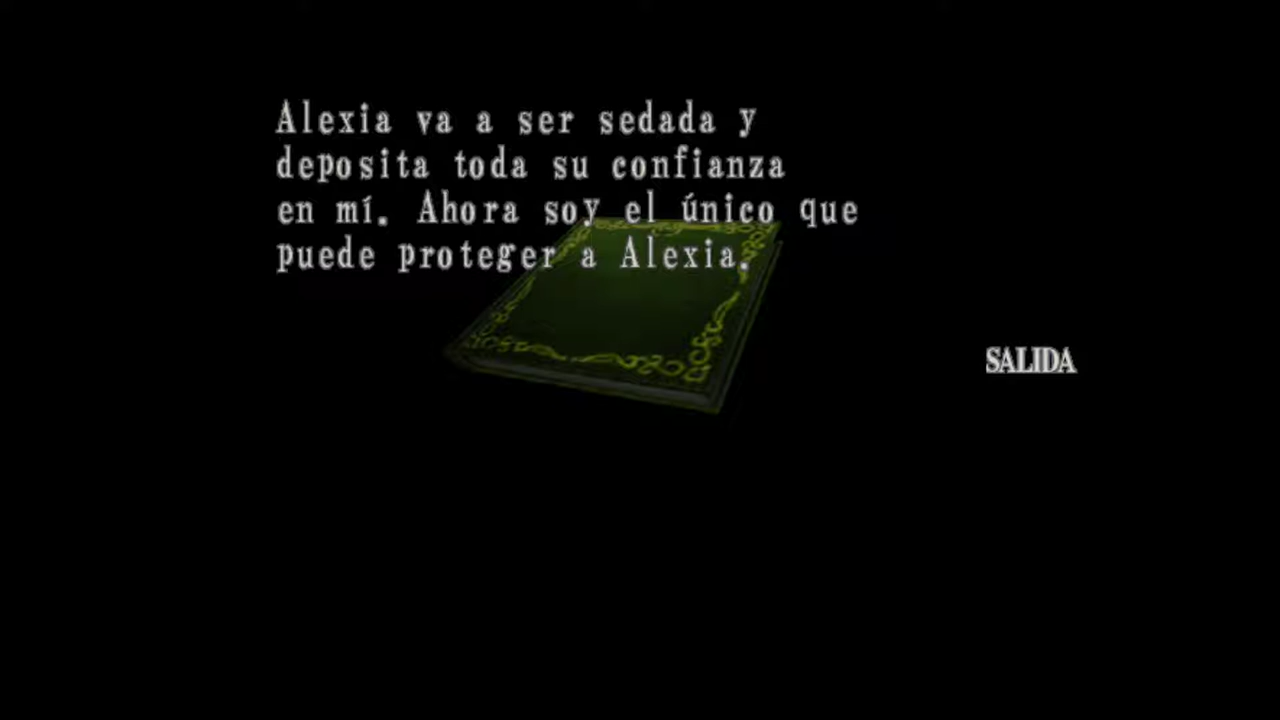 Alexia va a ser sedada y
deposita toda su confianza
en mí. Ahora soy el único que
puede proteger a Alexia.
SALIDA